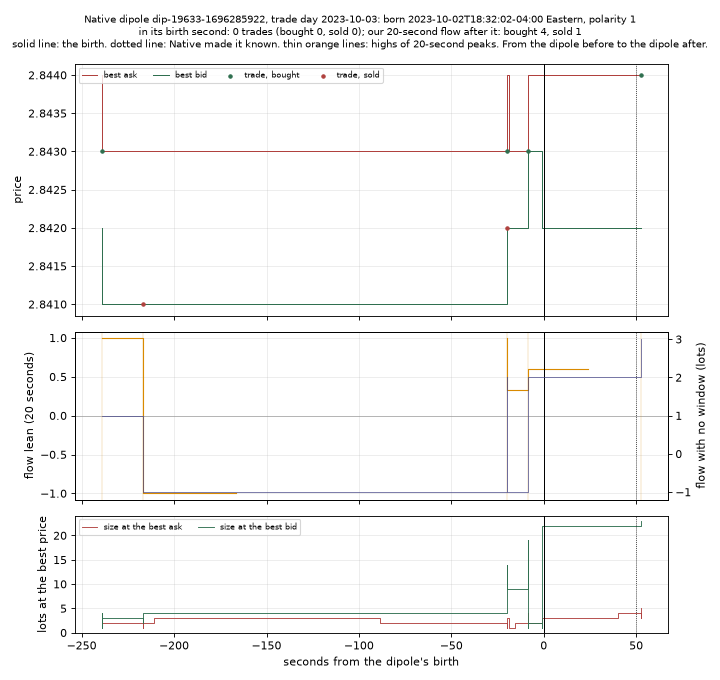 Native dipole dip-19633-1696285922, trade day 2023-10-03: born 2023-10-02T18:32:02-04:00 Eastern, polarity 1
in its birth second: 0 trades (bought 0, sold 0); our 20-second flow after it: bought 4, sold 1
solid line: the birth. dotted line: Native made it known. thin orange lines: highs of 20-second peaks. From the dipole before to the dipole after.
best ask best bid trade, bought trade, sold
2.8440
2.8435
2.8430
2.8425
2.8420
2.8415
2.8410
price
1.0
0.5
0.0
−0.5
−1.0
flow lean (20 seconds)
3
2
1
0
−1
flow with no window (lots)
size at the best ask size at the best bid
20
15
10
5
0
lots at the best price
−250 −200 −150 −100 −50 0 50
seconds from the dipole's birth